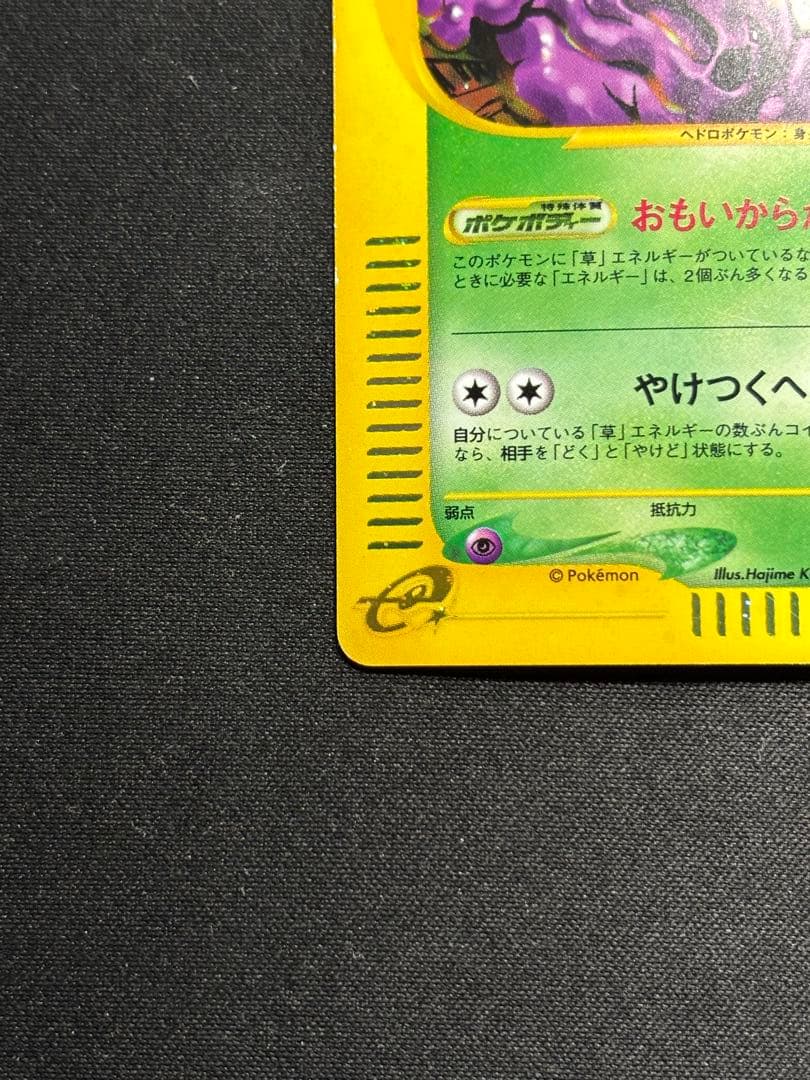 ヘドロポケモン：身
特殊体質
ポケボディー
おもいから
このポケモンに「草」エネルギーがついているな
ときに必要な「エネルギー」は、2個ぶん多くなる
やけつくヘ
自分についている「草」エネルギーの数ぶんコイ
なら、相手を「どく」と「やけど」状態にする。
弱点 抵抗力
© Pokémon Illus.Hajime K
e